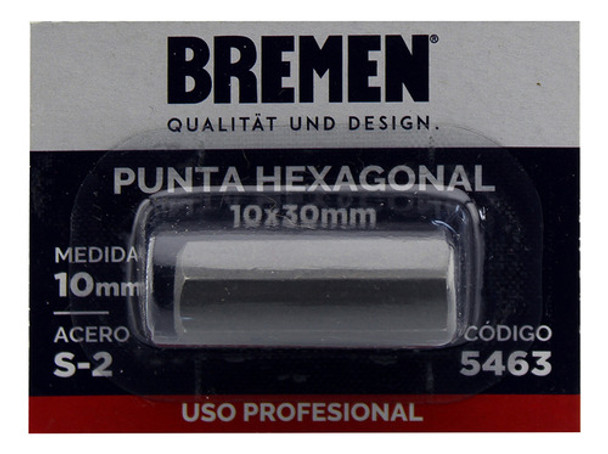 BREMEN®
QUALITÄT UND DESIGN.
PUNTA HEXAGONAL
10x30mm
MEDIDA
10mm
ACERO
S-2
CÓDIGO
5463
USO PROFESIONAL